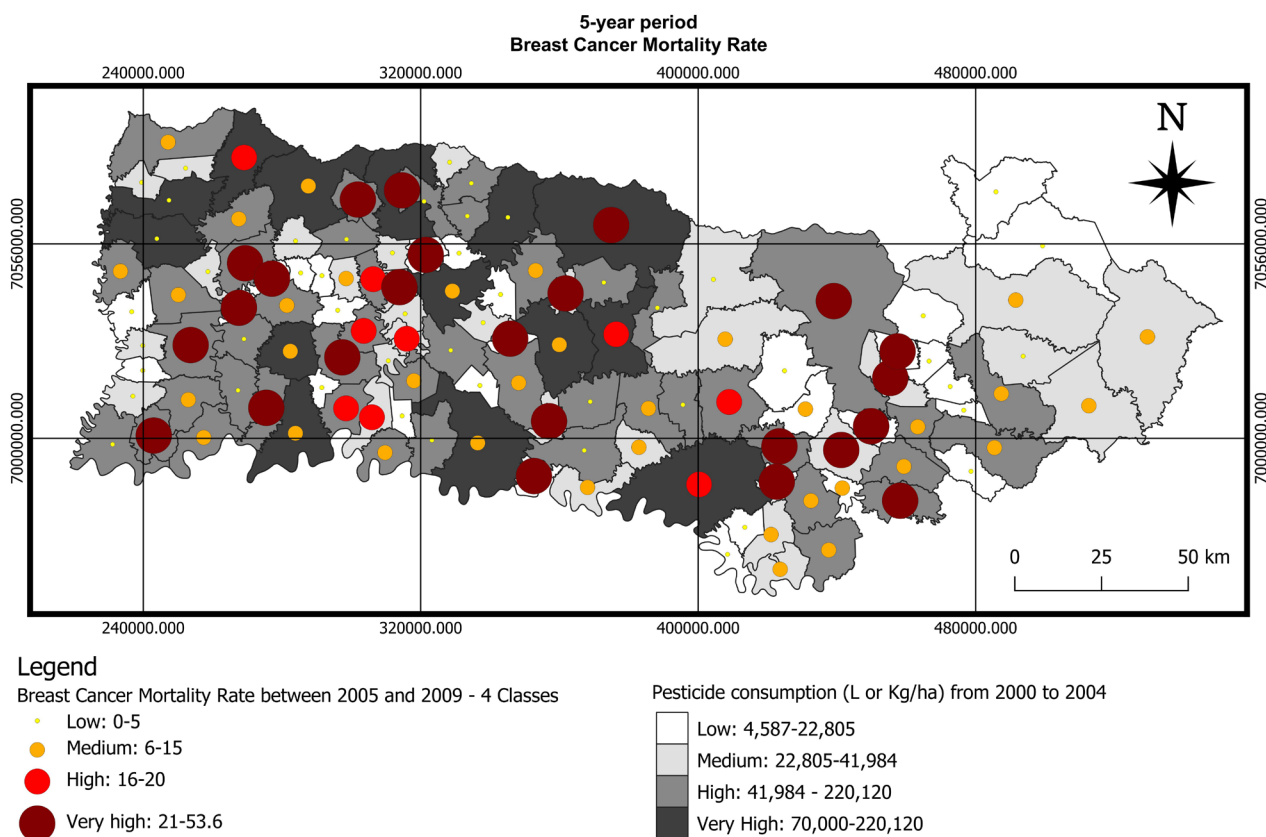 5-year period
Breast Cancer Mortality Rate
240000.000 320000.000 400000.000 480000.000
N
7056000.000 7056000.000
7000000.000 7000000.000
0 25 50 km
240000.000 320000.000 400000.000 480000.000
Legend
Breast Cancer Mortality Rate between 2005 and 2009 - 4 Classes
Low: 0-5
Medium: 6-15
High: 16-20
Very high: 21-53.6
Pesticide consumption (L or Kg/ha) from 2000 to 2004
Low: 4,587-22,805
Medium: 22,805-41,984
High: 41,984 - 220,120
Very High: 70,000-220,120